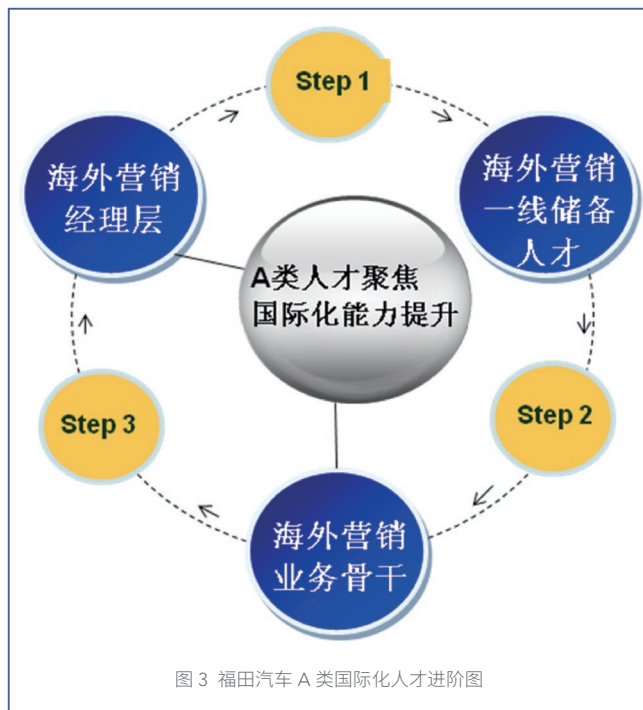 Step 1
海外营销
经理层
海外营销
一线储备
人才
A类人才聚焦
国际化能力提升
Step 3
Step 2
海外营销
业务骨干
图 3 福田汽车 A 类国际化人才进阶图